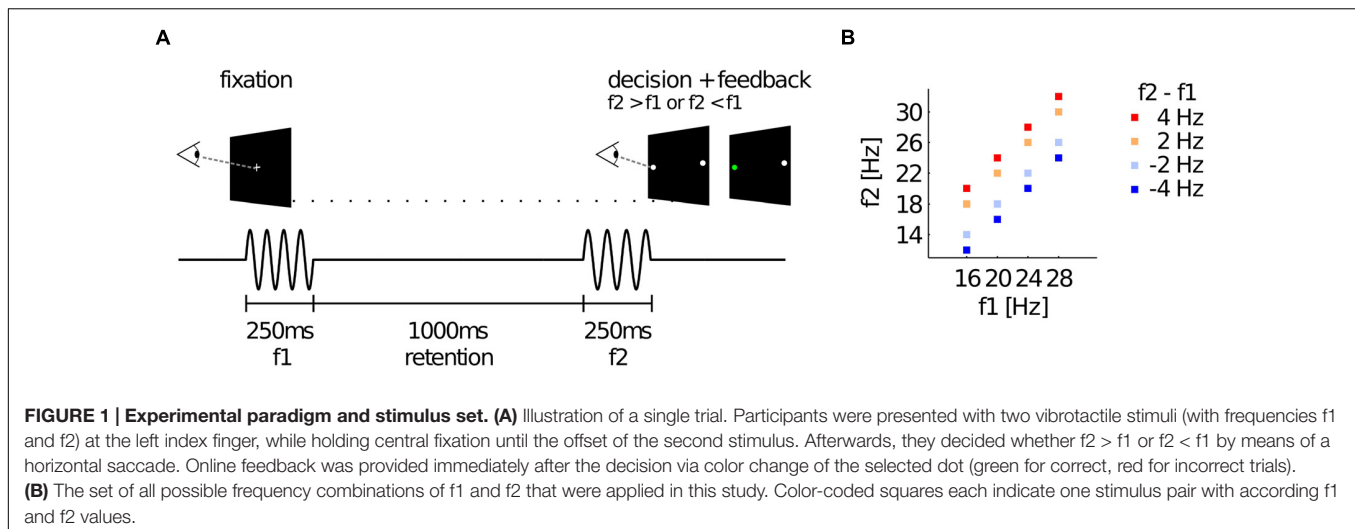 A
fixation
decision + feedback
f2 > f1 or f2 < f1
250ms
f1
1000ms
retention
250ms
f2
B
f2 [Hz]
30
26
22
18
14
16 20 24 28
f1 [Hz]
f2 - f1
4 Hz
2 Hz
-2 Hz
-4 Hz
FIGURE 1 | Experimental paradigm and stimulus set. (A) Illustration of a single trial. Participants were presented with two vibrotactile stimuli (with frequencies f1
and f2) at the left index finger, while holding central fixation until the offset of the second stimulus. Afterwards, they decided whether f2 > f1 or f2 < f1 by means of a
horizontal saccade. Online feedback was provided immediately after the decision via color change of the selected dot (green for correct, red for incorrect trials).
(B) The set of all possible frequency combinations of f1 and f2 that were applied in this study. Color-coded squares each indicate one stimulus pair with according f1
and f2 values.